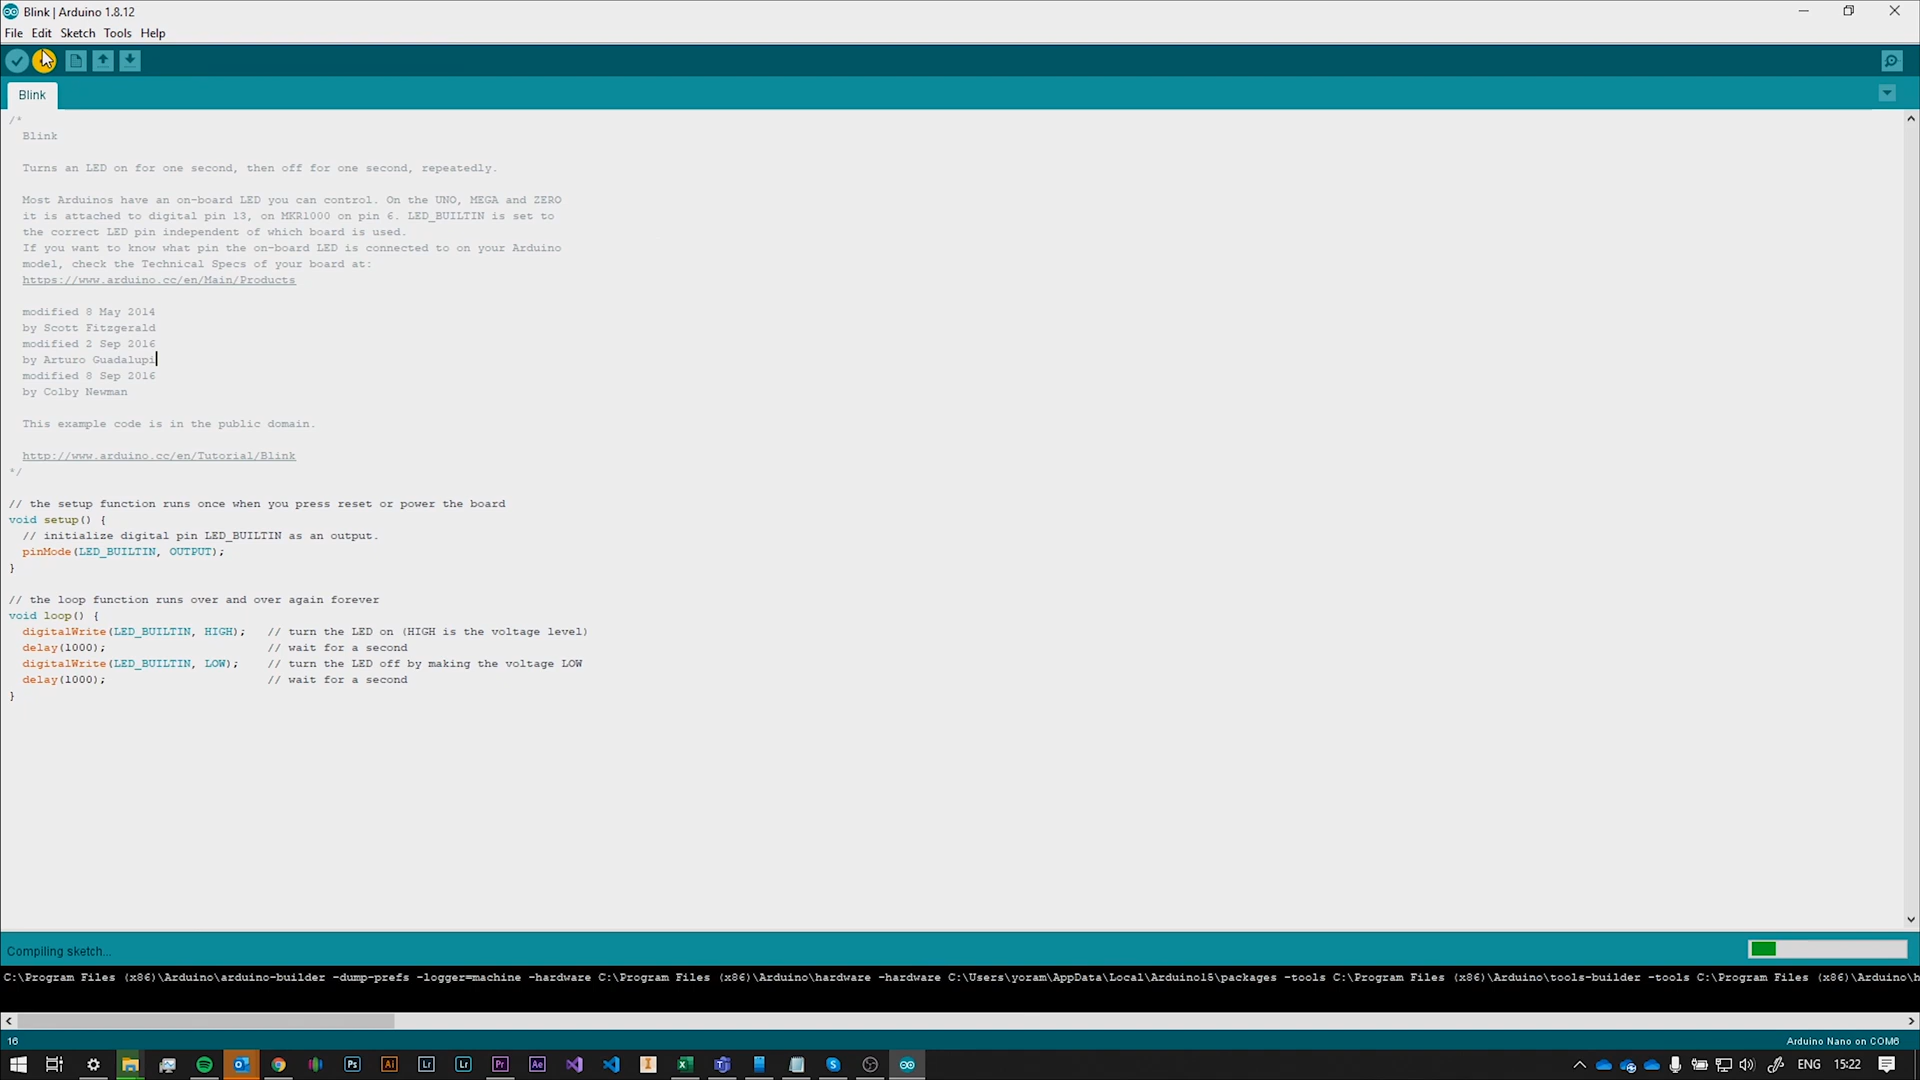 Blink | Arduino 1.8.12
File Edit Sketch Tools Help
Blink
/*
Blink
Turns an LED on for one second, then off for one second, repeatedly.
Most Arduinos have an on-board LED you can control. On the UNO, MEGA and ZERO
it is attached to digital pin 13, on MKR1000 on pin 6. LED_BUILTIN is set to
the correct LED pin independent of which board is used.
If you want to know what pin the on-board LED is connected to on your Arduino
model, check the Technical Specs of your board at:
https://www.arduino.cc/en/Main/Products
modified 8 May 2014
by Scott Fitzgerald
modified 2 Sep 2016
by Arturo Guadalupi
modified 8 Sep 2016
by Colby Newman
This example code is in the public domain.
http://www.arduino.cc/en/Tutorial/Blink
*/
// the setup function runs once when you press reset or power the board
void setup() {
// initialize digital pin LED_BUILTIN as an output.
pinMode(LED_BUILTIN, OUTPUT);
}
// the loop function runs over and over again forever
void loop() {
digitalWrite(LED_BUILTIN, HIGH);   // turn the LED on (HIGH is the voltage level)
delay(1000);                       // wait for a second
digitalWrite(LED_BUILTIN, LOW);    // turn the LED off by making the voltage LOW
delay(1000);                       // wait for a second
}
Compiling sketch...
C:\Program Files (x86)\Arduino\arduino-builder -dump-prefs -logger=machine -hardware C:\Program Files (x86)\Arduino\hardware -hardware C:\Users\yoram\AppData\Local\Arduino15\packages -tools C:\Program Files (x86)\Arduino\tools-builder -tools C:\Program Files (x86)\Arduino\h
16
Arduino Nano on COM6
Ps Ai Lr Lr Pr Ae
ENG 15:22